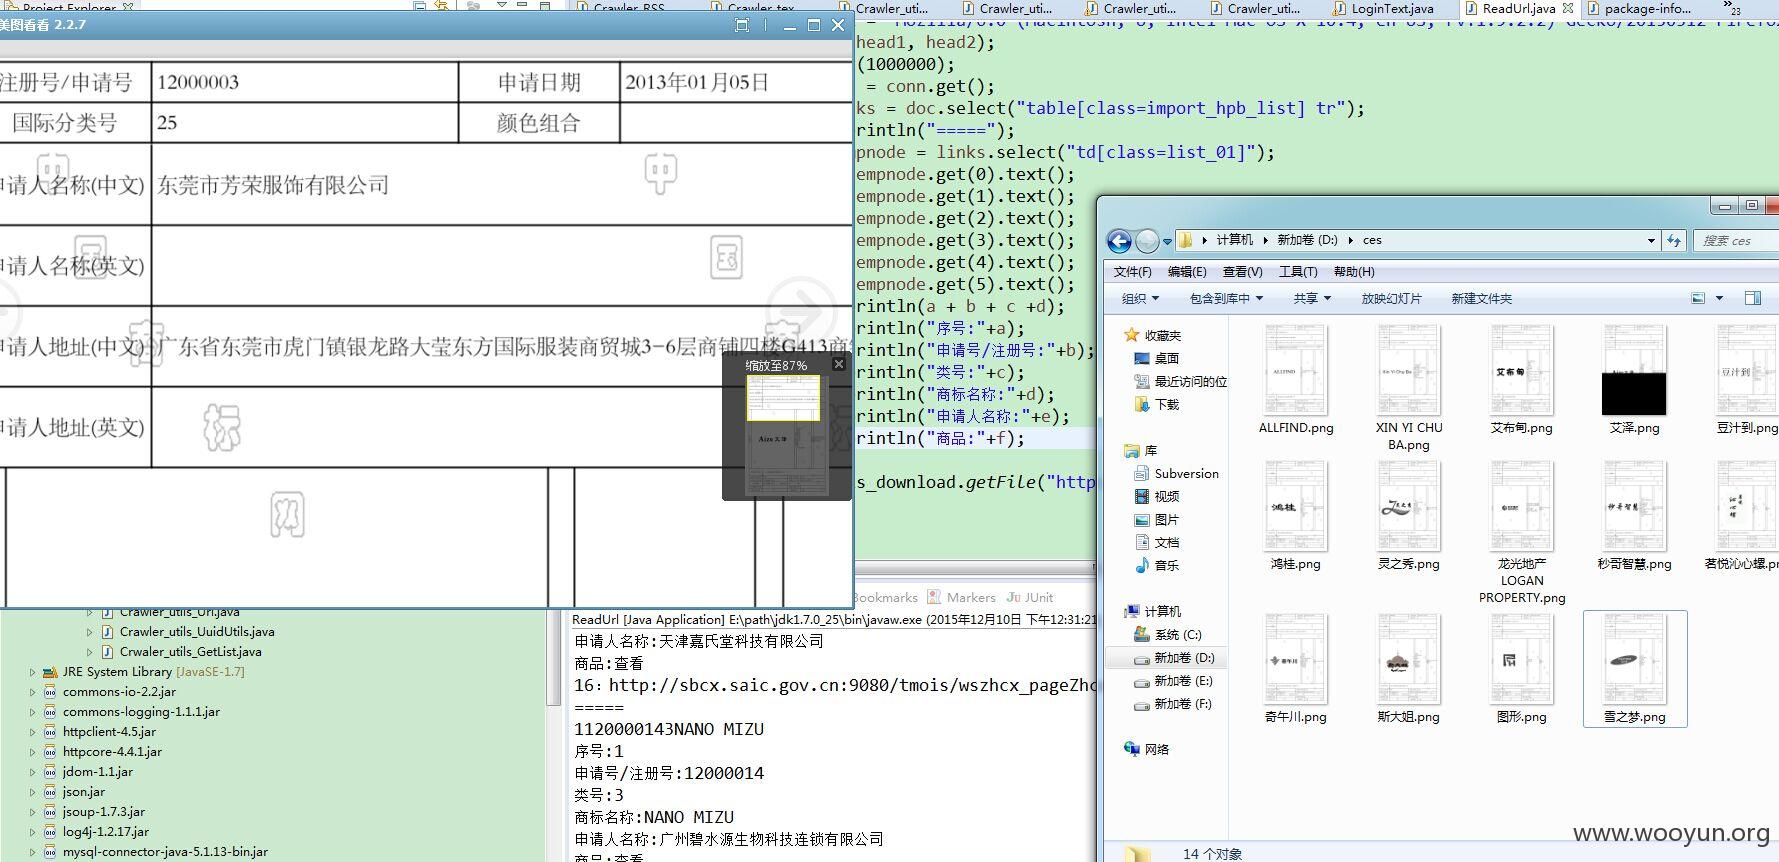 Project Explorer
Crawler_RSS
Crawler_tex
Crawler_uti...
Crawler_uti...
Crawler_uti...
Crawler_uti...
LoginText.java
ReadUrl.java
package-info...
23
美图看看 2.2.7
注册号/申请号 12000003 申请日期 2013年01月05日
国际分类号 25 颜色组合
申请人名称(中文) 东莞市芳荣服饰有限公司
申请人名称(英文)
申请人地址(中文) 广东省东莞市虎门镇银龙路大莹东方国际服装商贸城3-6层商铺四楼G413商
申请人地址(英文)
中
中
国
国
商
商
标
标
网
缩放至87%
Aize 艾泽
head1, head2);
(1000000);
= conn.get();
ks = doc.select("table[class=import_hpb_list] tr");
rintln("=====");
pnode = links.select("td[class=list_01]");
empnode.get(0).text();
empnode.get(1).text();
empnode.get(2).text();
empnode.get(3).text();
empnode.get(4).text();
empnode.get(5).text();
rintln(a + b + c +d);
rintln("序号:"+a);
rintln("申请号/注册号:"+b);
rintln("类号:"+c);
rintln("商标名称:"+d);
rintln("申请人名称:"+e);
rintln("商品:"+f);
s_download.getFile("http
计算机 新加卷 (D:) ces
搜索 ces
文件(F) 编辑(E) 查看(V) 工具(T) 帮助(H)
组织 包含到库中 共享 放映幻灯片 新建文件夹
收藏夹
桌面
最近访问的位
下载
库
Subversion
视频
图片
文档
音乐
计算机
系统 (C:)
新加卷 (D:)
新加卷 (E:)
新加卷 (F:)
网络
ALLFIND.png
XIN YI CHU BA.png
艾布甸.png
艾泽.png
豆汁到.png
鸿桂.png
灵之秀.png
龙光地产 LOGAN PROPERTY.png
秒哥智慧.png
茗悦沁心螺.pn
奇午川.png
斯大姐.png
图形.png
雪之梦.png
14 个对象
Crawler_utils_Url.java
Crawler_utils_UuidUtils.java
Crwaler_utils_GetList.java
JRE System Library [JavaSE-1.7]
commons-io-2.2.jar
commons-logging-1.1.1.jar
httpclient-4.5.jar
httpcore-4.4.1.jar
jdom-1.1.jar
json.jar
jsoup-1.7.3.jar
log4j-1.2.17.jar
mysql-connector-java-5.1.13-bin.jar
Bookmarks Markers JUnit
ReadUrl [Java Application] E:\path\jdk1.7.0_25\bin\javaw.exe (2015年12月10日 下午12:31:21
申请人名称:天津嘉氏堂科技有限公司
商品:查看
16：http://sbcx.saic.gov.cn:9080/tmois/wszhcx_pageZhc
=====
1120000143NANO MIZU
序号:1
申请号/注册号:12000014
类号:3
商标名称:NANO MIZU
申请人名称:广州碧水源生物科技连锁有限公司
商品:查看
www.wooyun.org